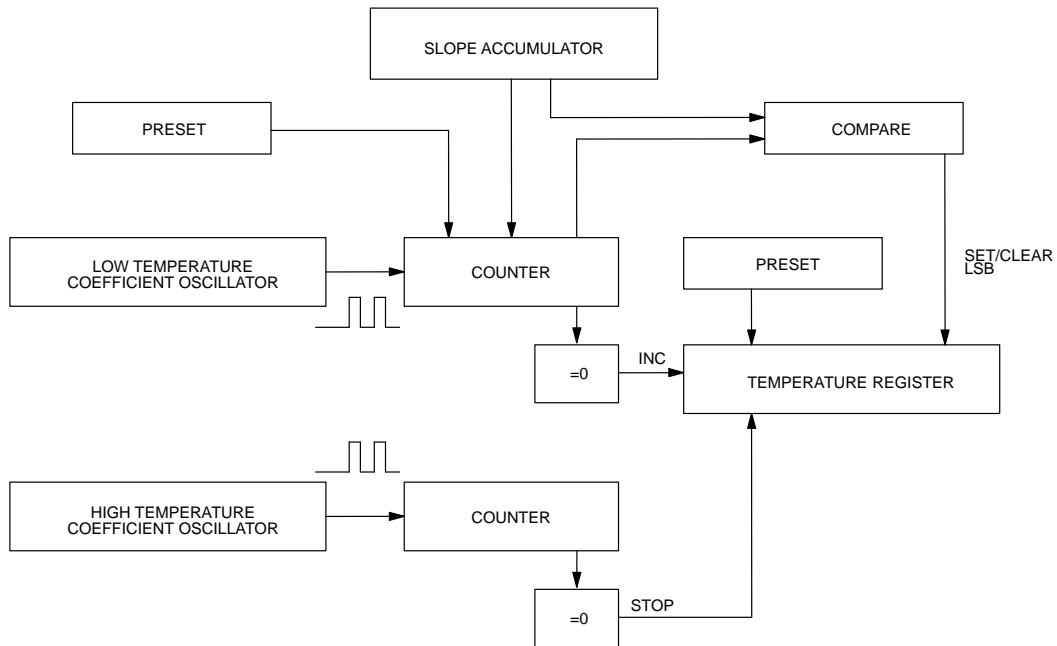 SLOPE ACCUMULATOR
PRESET
COMPARE
LOW TEMPERATURE
COEFFICIENT OSCILLATOR
COUNTER
PRESET
SET/CLEAR
LSB
=0
INC
TEMPERATURE REGISTER
HIGH TEMPERATURE
COEFFICIENT OSCILLATOR
COUNTER
=0
STOP